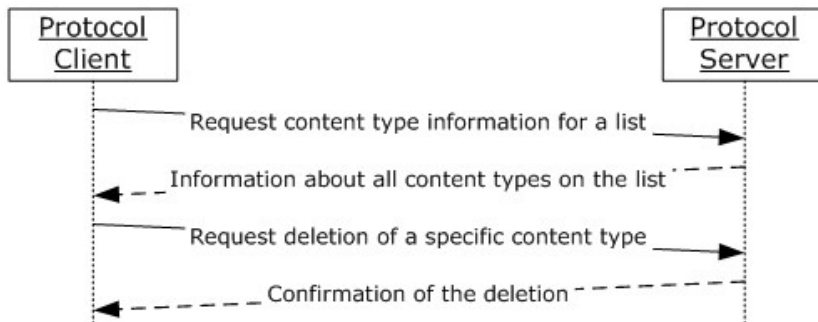 Protocol
Client
Protocol
Server
Request content type information for a list
Information about all content types on the list
Request deletion of a specific content type
Confirmation of the deletion